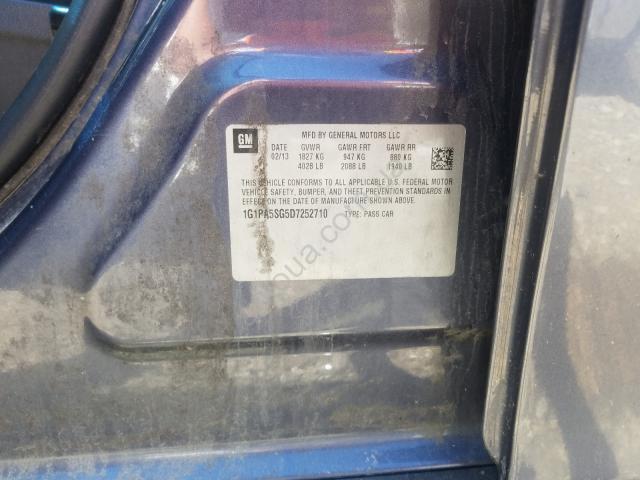 GM
MFD BY GENERAL MOTORS LLC
DATE GVWR GAWR FRT GAWR RR
02/13 1827 KG 947 KG 880 KG
4028 LB 2088 LB 1940 LB
THIS VEHICLE CONFORMS TO ALL APPLICABLE U.S. FEDERAL MOTOR
VEHICLE SAFETY, BUMPER, AND THEFT PREVENTION STANDARDS IN
EFFECT ON THE DATE OF MANUFACTURE SHOWN ABOVE.
1G1PA5SG5D7252710 TYPE: PASS CAR